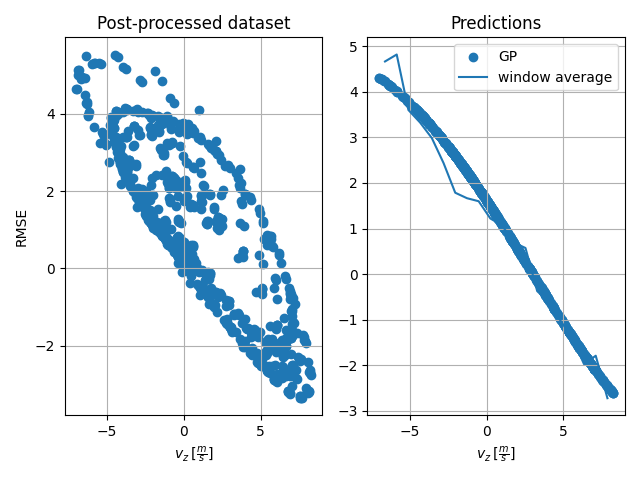 Post-processed dataset
RMSE
4
2
0
−2
−5 0 5
v_z [m/s]
Predictions
GP
window average
5
4
3
2
1
0
−1
−2
−3
−5 0 5
v_z [m/s]